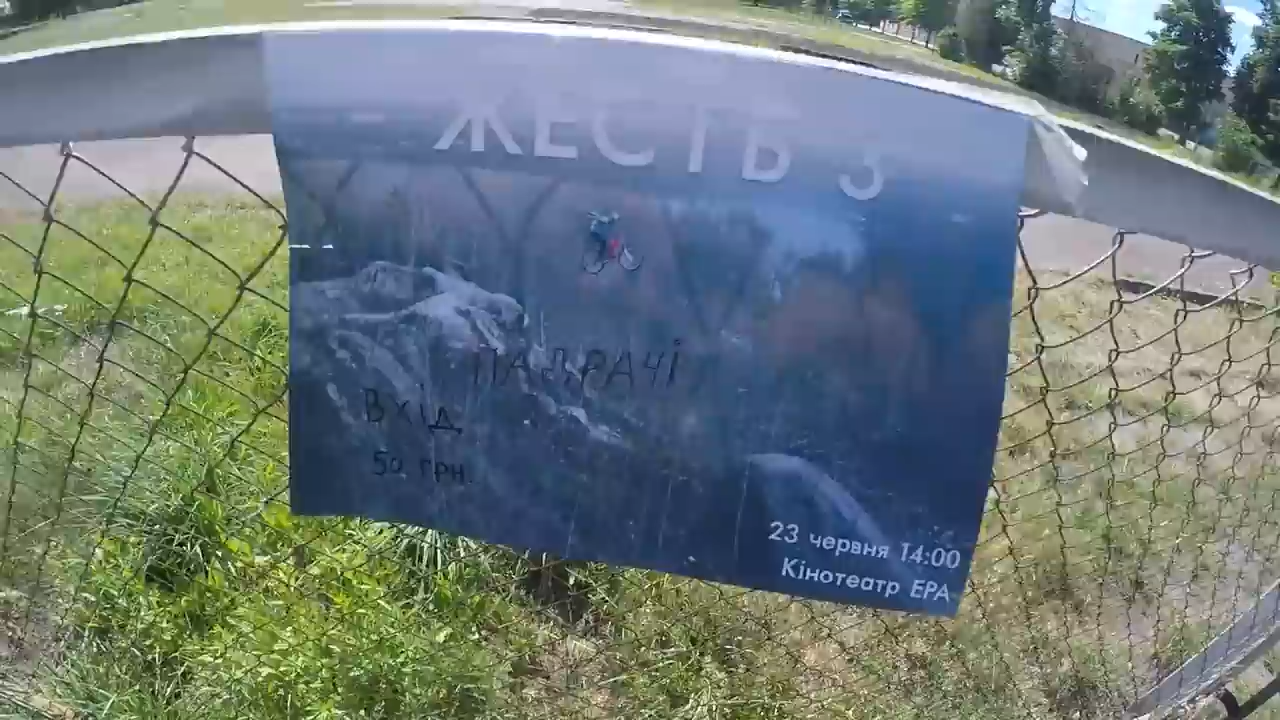 ЖЕСТЬ 3
Вхід
50 грн.
23 червня 14:00
Кінотеатр ЕРА